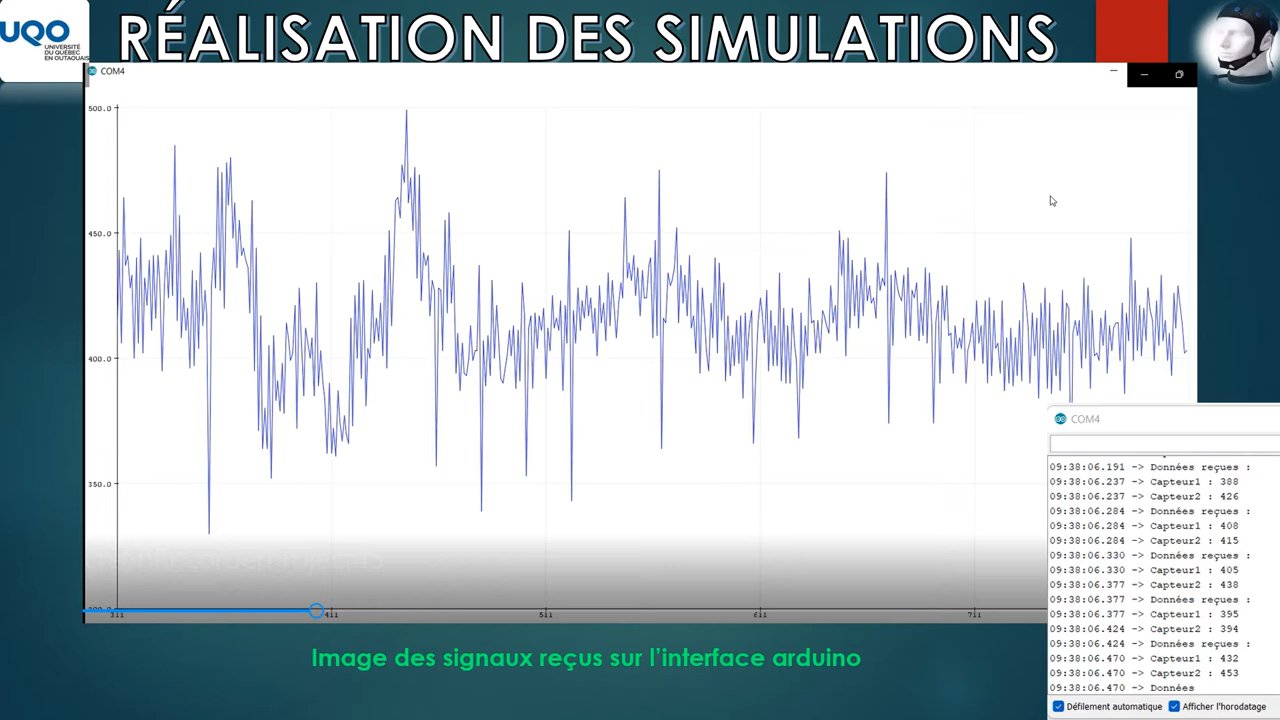 UQO
UNIVERSITÉ
DU QUÉBEC
EN OUTAOUAIS
RÉALISATION DES SIMULATIONS
COM4
500.0
450.0
400.0
350.0
311
411
511
611
711
COM4
09:38:06.191 -> Données reçues :
09:38:06.237 -> Capteur1 : 388
09:38:06.237 -> Capteur2 : 426
09:38:06.284 -> Données reçues :
09:38:06.284 -> Capteur1 : 408
09:38:06.284 -> Capteur2 : 415
09:38:06.330 -> Données reçues :
09:38:06.330 -> Capteur1 : 405
09:38:06.377 -> Capteur2 : 438
09:38:06.377 -> Données reçues :
09:38:06.377 -> Capteur1 : 395
09:38:06.424 -> Capteur2 : 394
09:38:06.424 -> Données reçues :
09:38:06.470 -> Capteur1 : 432
09:38:06.470 -> Capteur2 : 453
09:38:06.470 -> Données
Défilement automatique
Afficher l'horodatage
Image des signaux reçus sur l'interface arduino